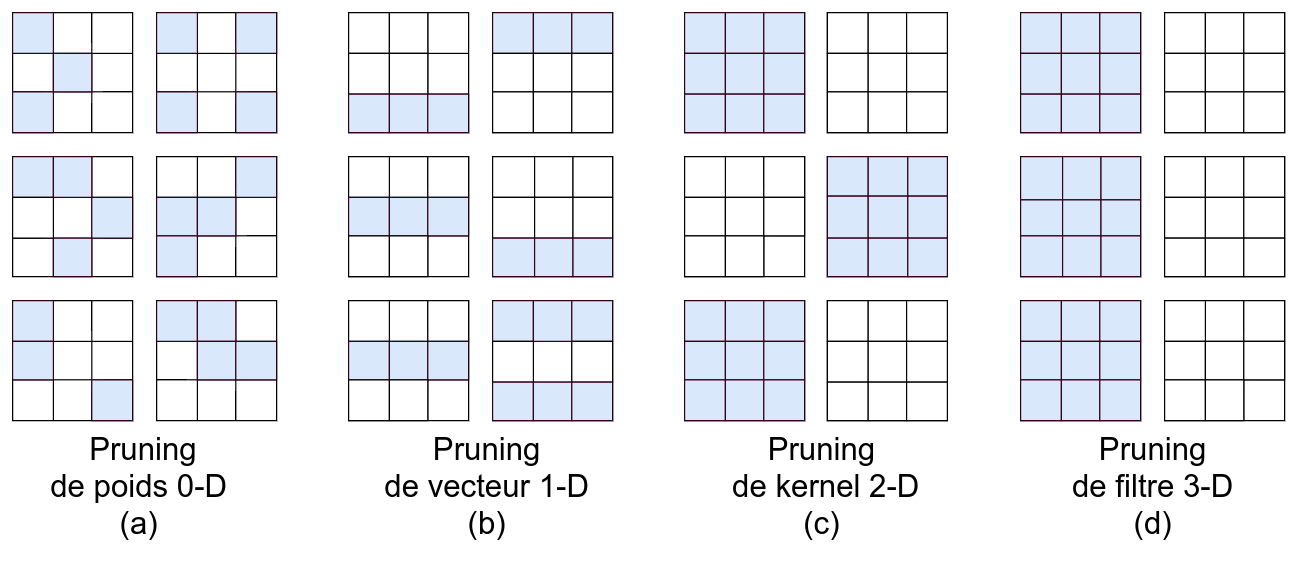 Pruning
de poids 0-D
(a)
Pruning
de vecteur 1-D
(b)
Pruning
de kernel 2-D
(c)
Pruning
de filtre 3-D
(d)